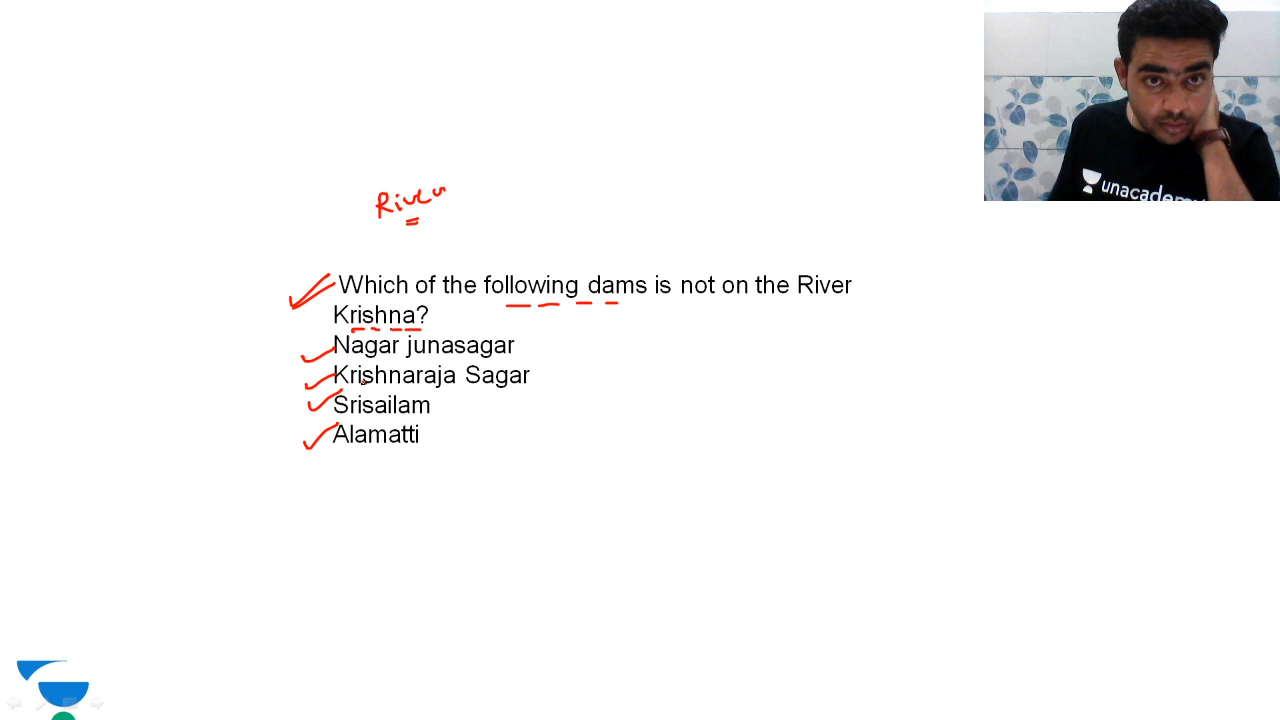 River
Which of the following dams is not on the River
Krishna?
Nagar junasagar
Krishnaraja Sagar
Srisailam
Alamatti
unacademy